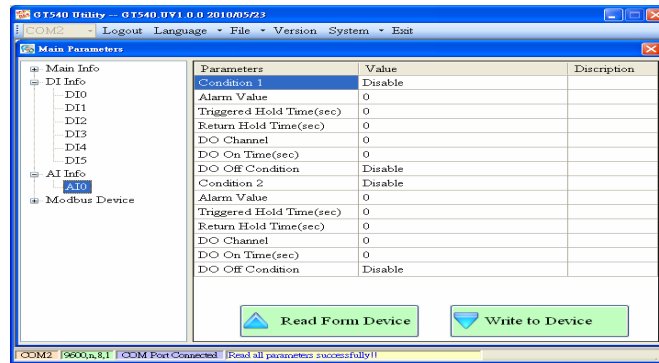 GT540 Utility -- GT540.UV1.0.0 2010/05/23
COM2 Logout Language File Version System Exit
Main Parameters
Main Info
DI Info
DI0
DI1
DI2
DI3
DI4
DI5
AI Info
AI0
Modbus Device
Parameters Value Discription
Condition 1 Disable
Alarm Value 0
Triggered Hold Time(sec) 0
Return Hold Time(sec) 0
DO Channel 0
DO On Time(sec) 0
DO Off Condition Disable
Condition 2 Disable
Alarm Value 0
Triggered Hold Time(sec) 0
Return Hold Time(sec) 0
DO Channel 0
DO On Time(sec) 0
DO Off Condition Disable
Read Form Device Write to Device
COM2 9600,n,8,1 COM Port Connected Read all parameters successfully!!